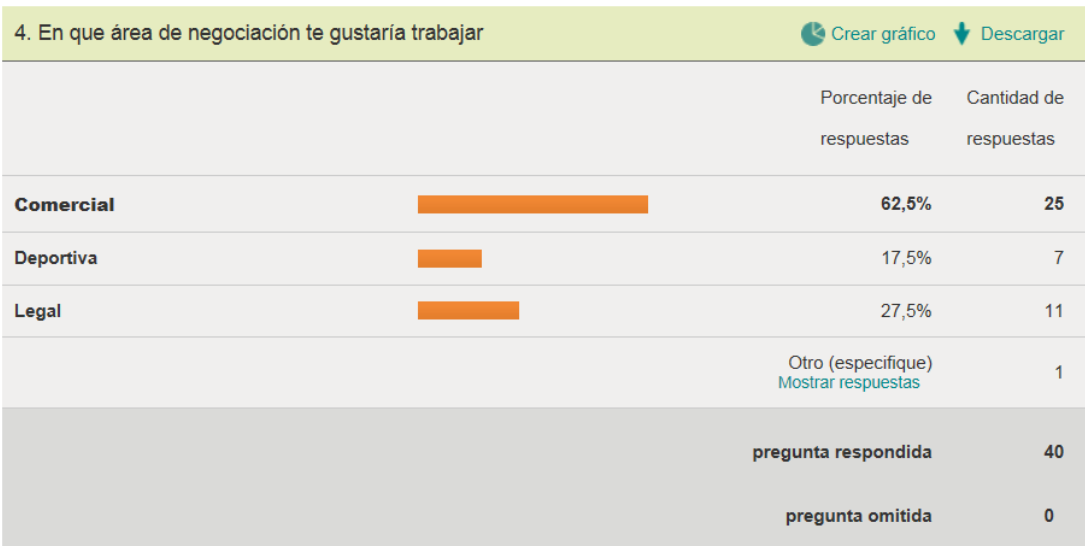 4. En que área de negociación te gustaría trabajar Crear gráfico Descargar
Porcentaje de respuestas Cantidad de respuestas
Comercial 62,5% 25
Deportiva 17,5% 7
Legal 27,5% 11
Otro (especifique) 1
Mostrar respuestas
pregunta respondida 40
pregunta omitida 0